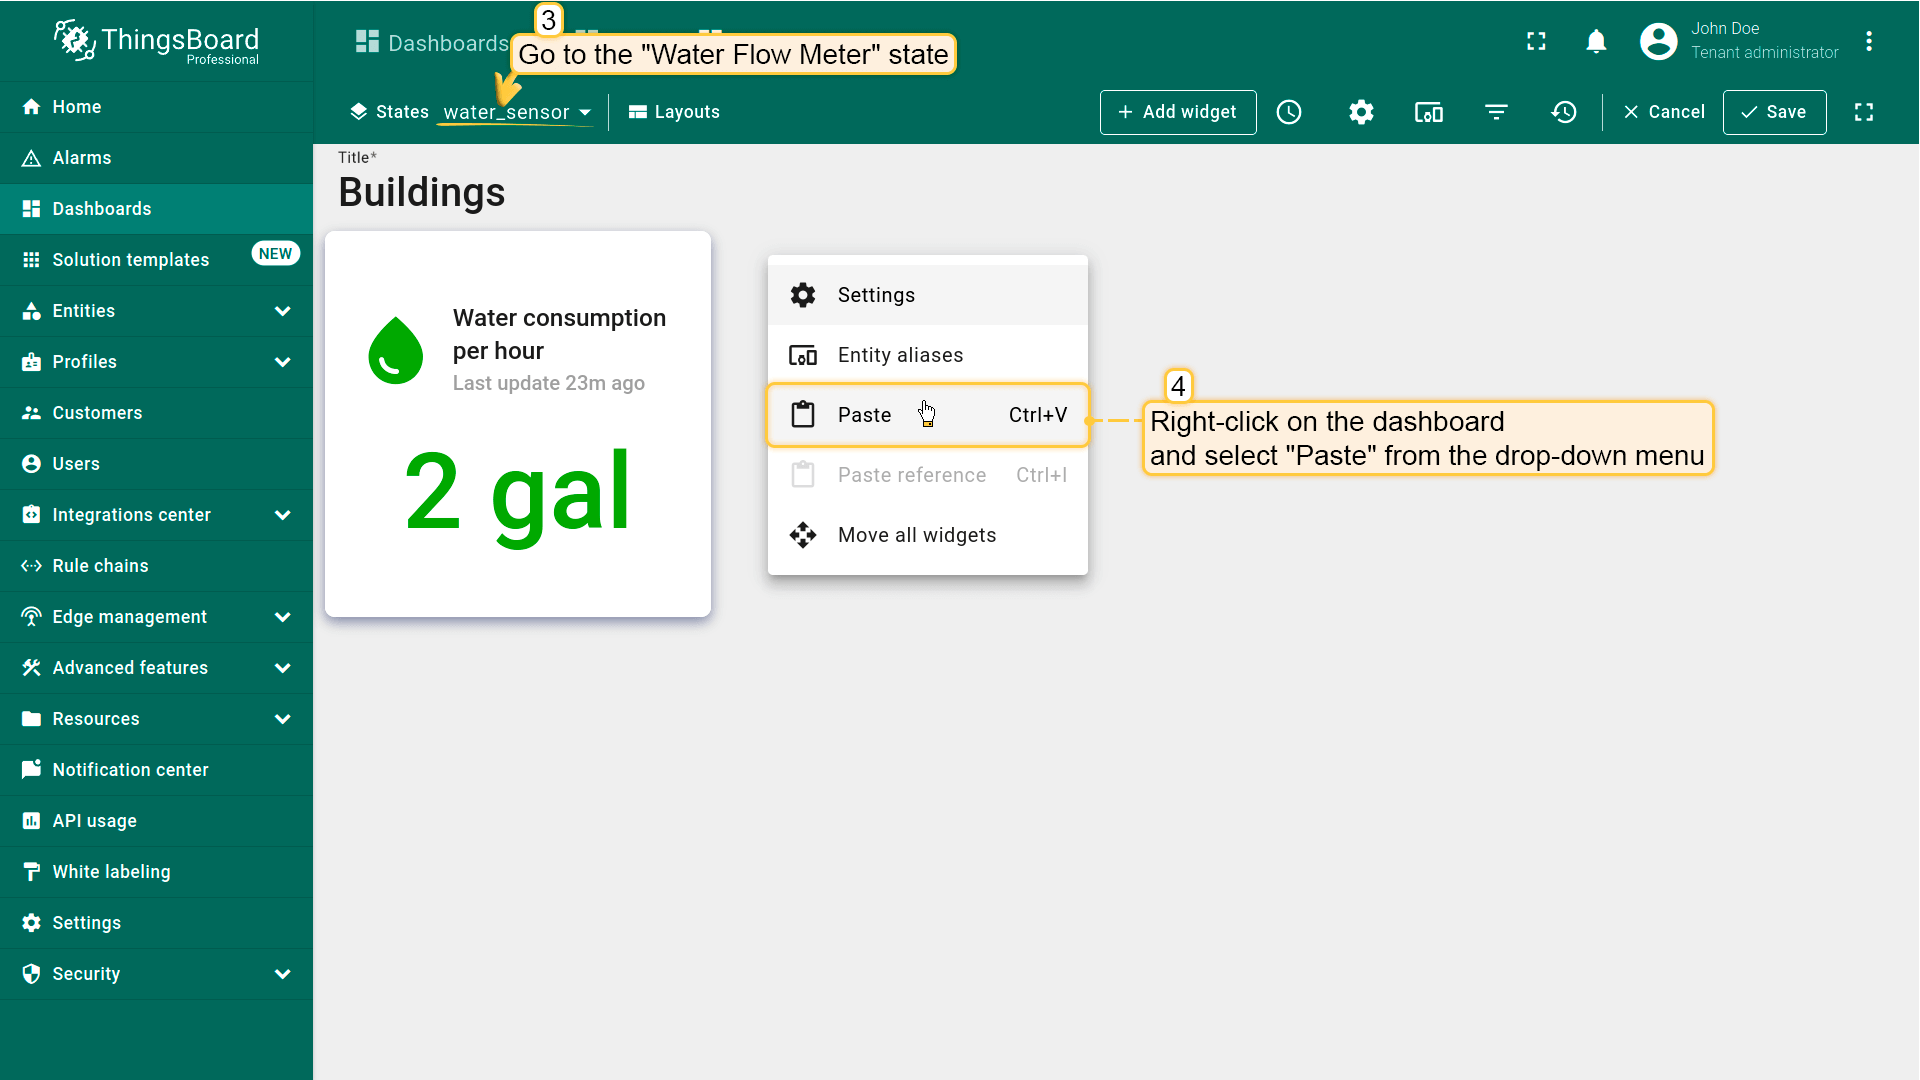 ThingsBoard
Professional
Home
Alarms
Dashboards
Solution templates
NEW
Entities
Profiles
Customers
Users
Integrations center
Rule chains
Edge management
Advanced features
Resources
Notification center
API usage
White labeling
Settings
Security
Dashboards
3
Go to the "Water Flow Meter" state
John Doe
Tenant administrator
States
water_sensor
Layouts
Add widget
Cancel
Save
Title*
Buildings
Water consumption
per hour
Last update 23m ago
2 gal
Settings
Entity aliases
Paste Ctrl+V
Paste reference Ctrl+I
Move all widgets
4
Right-click on the dashboard
and select "Paste" from the drop-down menu